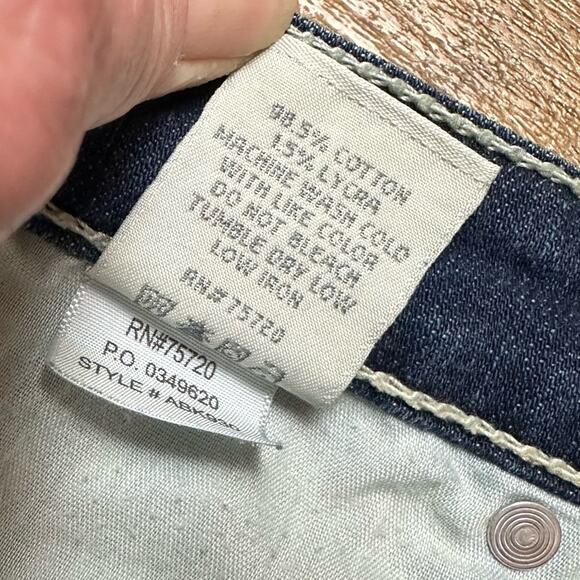 98.5% COTTON
1.5% LYCRA
MACHINE WASH COLD
WITH LIKE COLOR
DO NOT BLEACH
TUMBLE DRY LOW
LOW IRON
RN# 75720
RN#75720
P.O. 0349620
STYLE #